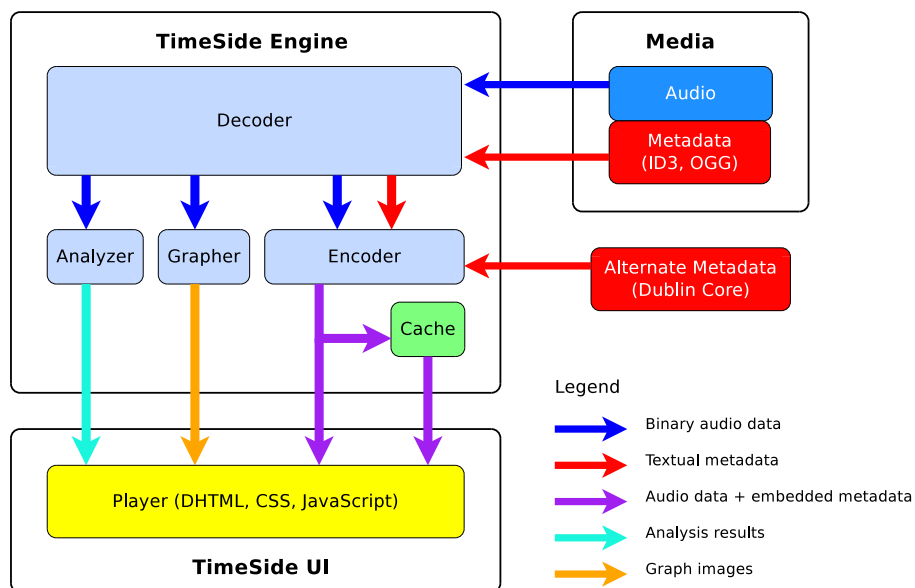 TimeSide Engine
Media
Decoder
Audio
Metadata
(ID3, OGG)
Analyzer
Grapher
Encoder
Alternate Metadata
(Dublin Core)
Cache
Legend
Binary audio data
Textual metadata
Audio data + embedded metadata
Analysis results
Graph images
Player (DHTML, CSS, JavaScript)
TimeSide UI